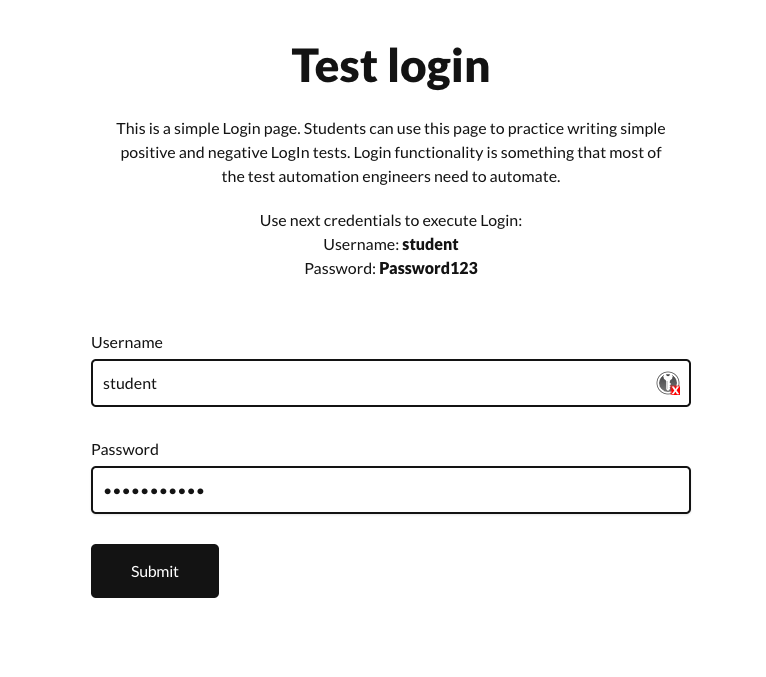 Test login
This is a simple Login page. Students can use this page to practice writing simple
positive and negative LogIn tests. Login functionality is something that most of
the test automation engineers need to automate.
Use next credentials to execute Login:
Username: student
Password: Password123
Username
student
Password
•••••••••••
Submit